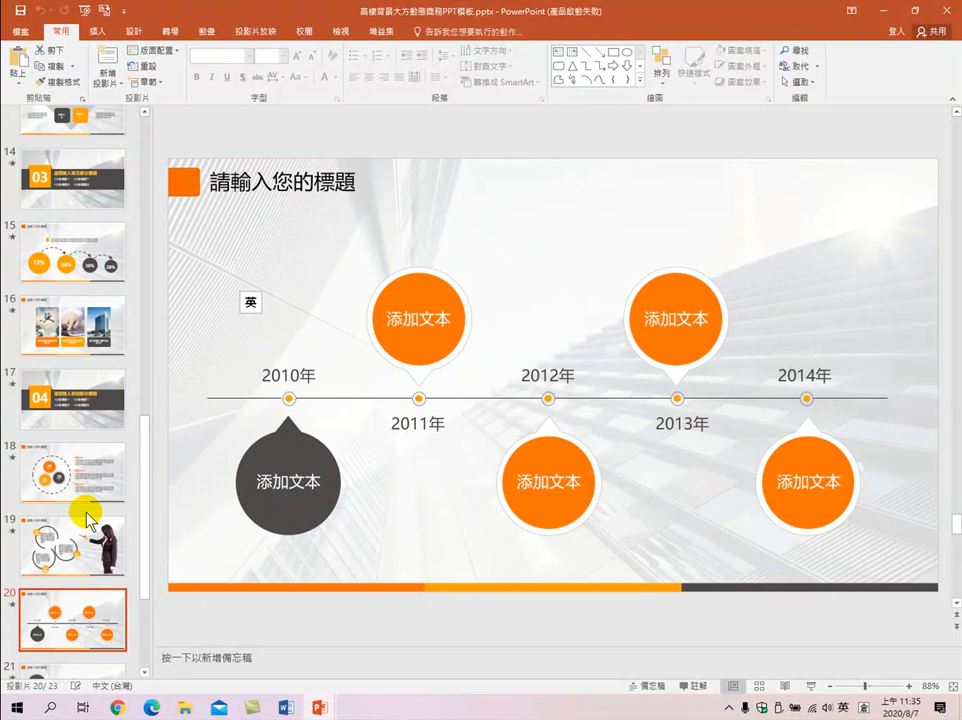 高樓背景大方動態商務PPT模板.pptx - PowerPoint (產品啟動失敗)
檔案 常用 插入 設計 轉場 動畫 投影片放映 校閱 檢視 增益集 告訴我您想要執行的動作... 登入 共用
貼上 剪下 複製 複製格式 剪貼簿
新增投影片 版面配置 重設 章節 投影片
B I U S abc AV Aa A 字型
文字方向 對齊文字 轉換成 SmartArt 段落
排列 快速樣式 圖案填滿 圖案外框 圖案效果 繪圖
尋找 取代 選取 編輯
14
03
15
72%
16
17
04
18
19
20
21
請輸入您的標題
英
添加文本 添加文本
2010年 2012年 2014年
2011年 2013年
添加文本 添加文本 添加文本
按一下以新增備忘稿
投影片 20/ 23 中文 (台灣) 備忘稿 註解 88%
英 上午 11:35
2020/8/7